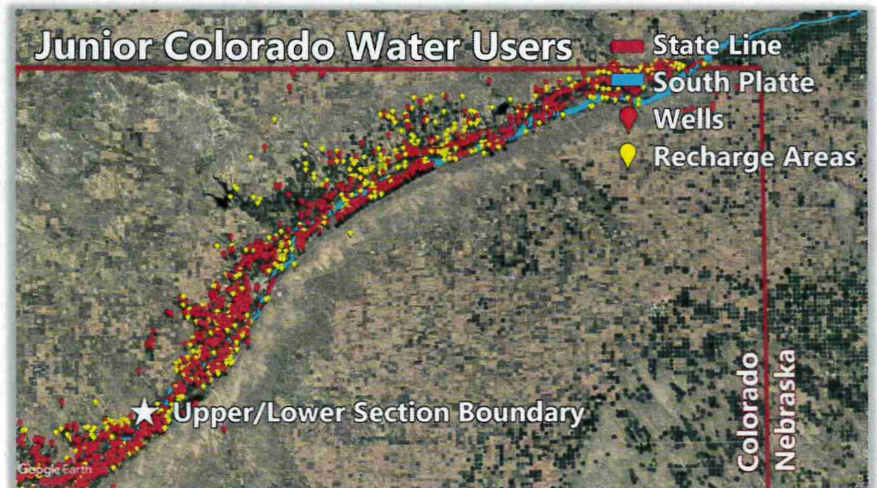 Junior Colorado Water Users
State Line
South Platte
Wells
Recharge Areas
Upper/Lower Section Boundary
Colorado
Nebraska
Google Earth